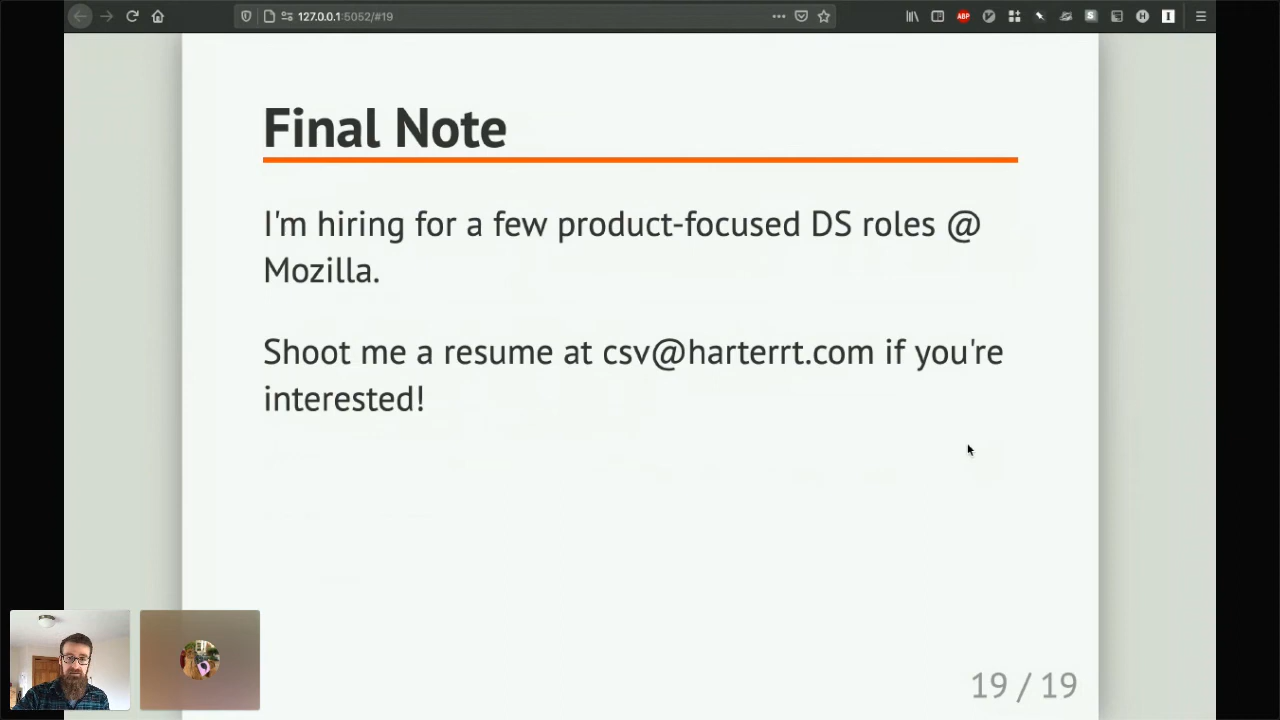 127.0.0.1:5052/#19
ABP
S
H
I
Final Note
I'm hiring for a few product-focused DS roles @
Mozilla.
Shoot me a resume at csv@harterrt.com if you're
interested!
19 / 19